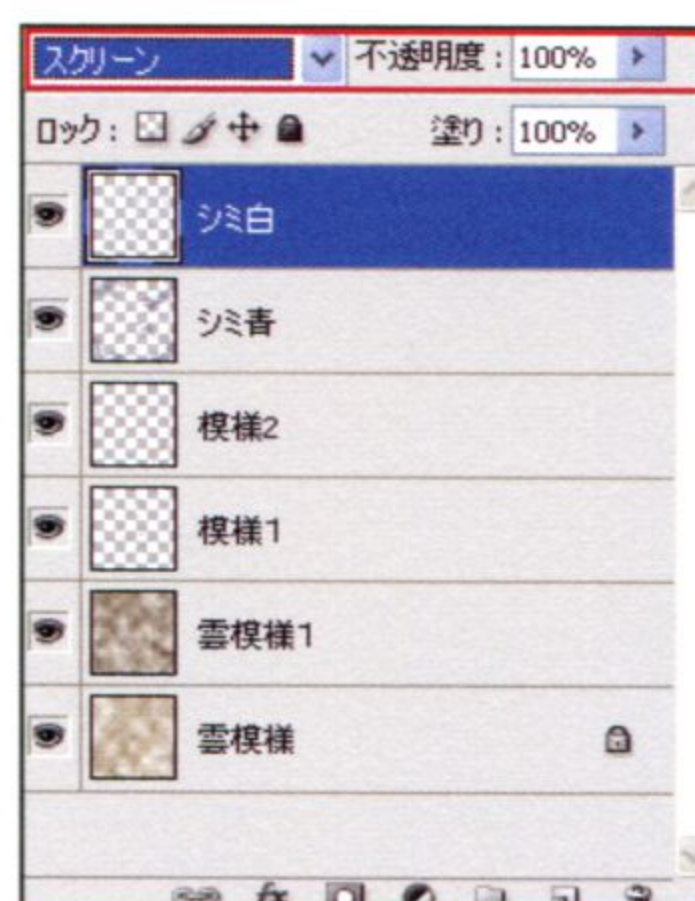 スクリーン 不透明度 : 100%
ロック : 塗り : 100%
シミ白
シミ青
模様2
模様1
雲模様1
雲模様
fx